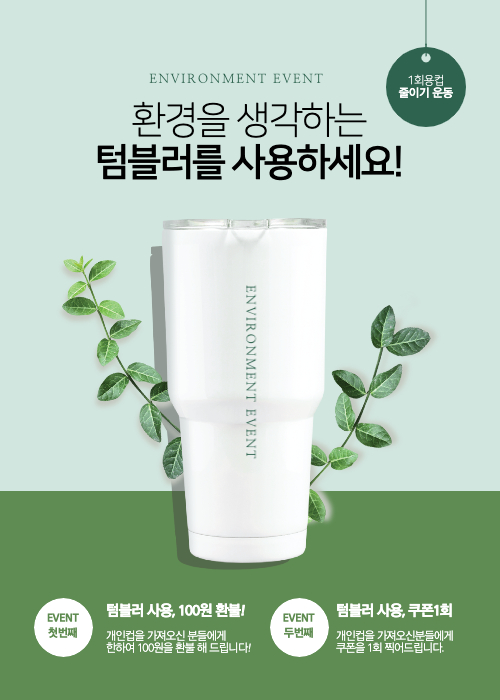 1회용컵
줄이기 운동
ENVIRONMENT EVENT
환경을 생각하는
텀블러를 사용하세요!
ENVIRONMENT EVENT
EVENT
첫번째
텀블러 사용, 100원 환불!
개인컵을 가져오신 분들에게
한하여 100원을 환불 해 드립니다!
EVENT
두번째
텀블러 사용, 쿠폰1회
개인컵을 가져오신분들에게
쿠폰을 1회 찍어드립니다.